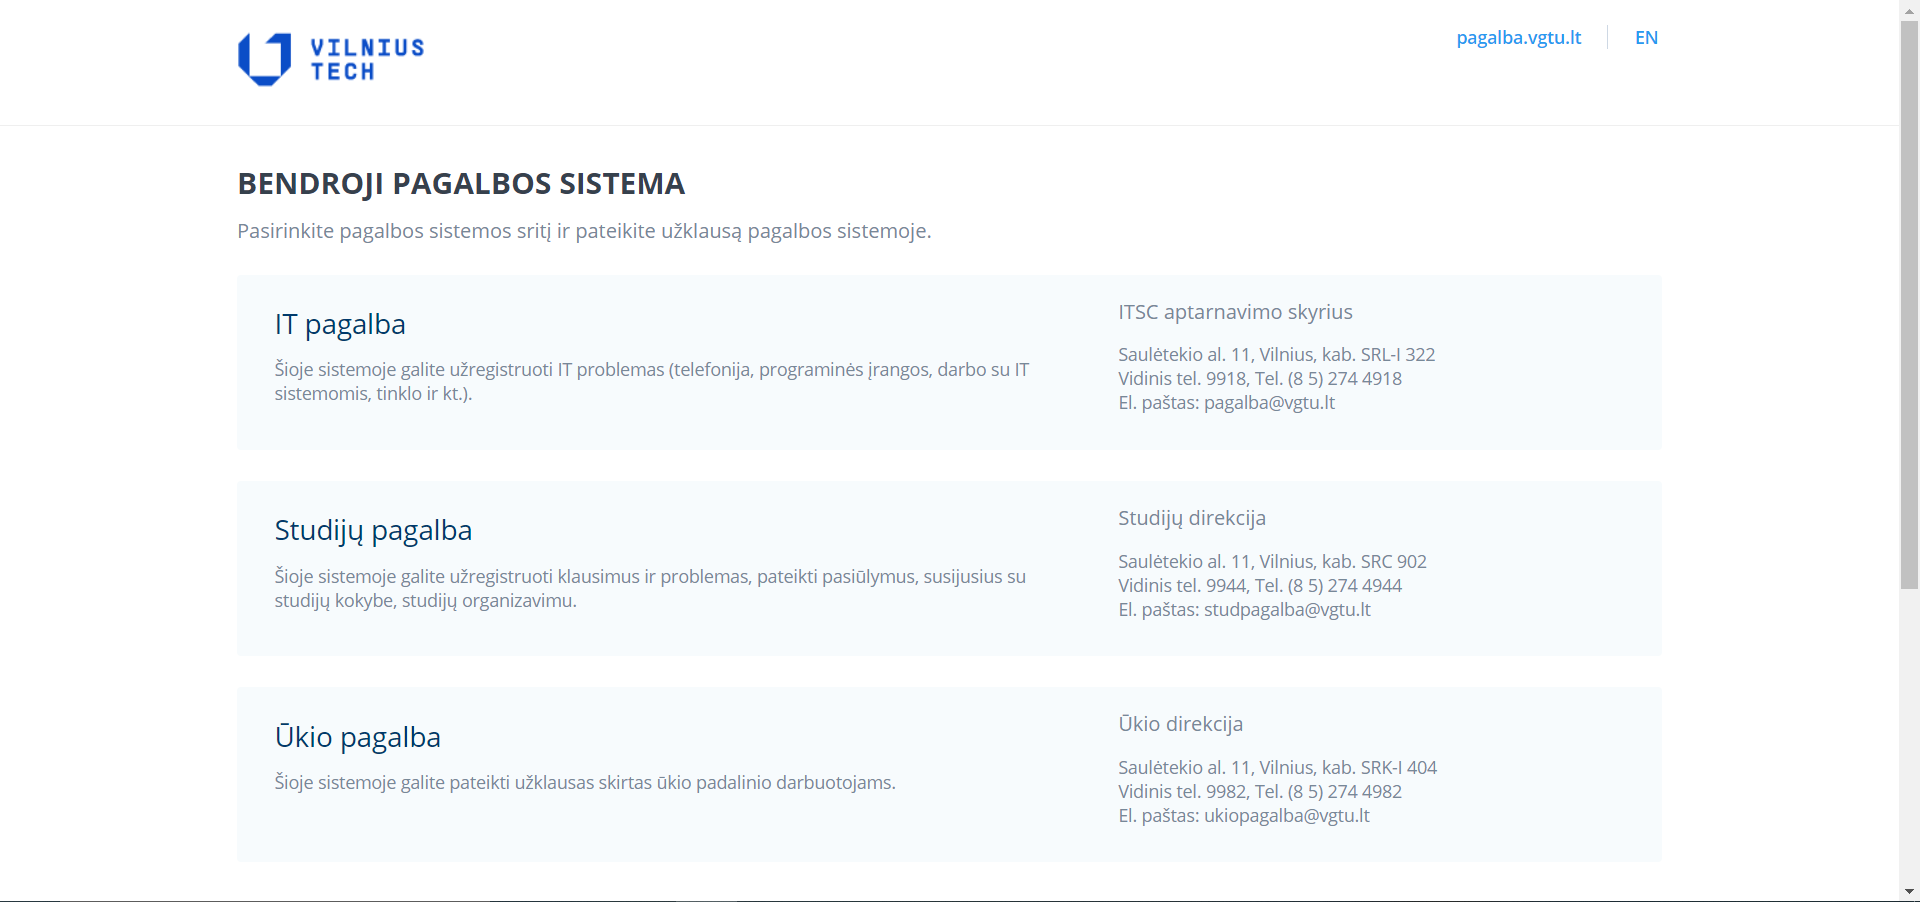 VILNIUS
TECH
pagalba.vgtu.lt
EN
BENDROJI PAGALBOS SISTEMA
Pasirinkite pagalbos sistemos sritį ir pateikite užklausą pagalbos sistemoje.
IT pagalba
Šioje sistemoje galite užregistruoti IT problemas (telefonija, programinės įrangos, darbo su IT
sistemomis, tinklo ir kt.).
ITSC aptarnavimo skyrius
Saulėtekio al. 11, Vilnius, kab. SRL-I 322
Vidinis tel. 9918, Tel. (8 5) 274 4918
El. paštas: pagalba@vgtu.lt
Studijų pagalba
Šioje sistemoje galite užregistruoti klausimus ir problemas, pateikti pasiūlymus, susijusius su
studijų kokybe, studijų organizavimu.
Studijų direkcija
Saulėtekio al. 11, Vilnius, kab. SRC 902
Vidinis tel. 9944, Tel. (8 5) 274 4944
El. paštas: studpagalba@vgtu.lt
Ūkio pagalba
Šioje sistemoje galite pateikti užklausas skirtas ūkio padalinio darbuotojams.
Ūkio direkcija
Saulėtekio al. 11, Vilnius, kab. SRK-I 404
Vidinis tel. 9982, Tel. (8 5) 274 4982
El. paštas: ukiopagalba@vgtu.lt